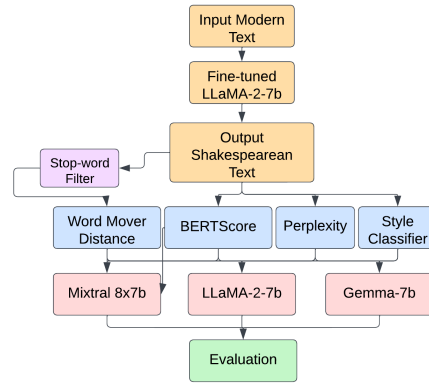 Input Modern
Text
Fine-tuned
LLaMA-2-7b
Output
Shakespearean
Text
Stop-word
Filter
Word Mover
Distance
BERTScore
Perplexity
Style
Classifier
Mixtral 8x7b
LLaMA-2-7b
Gemma-7b
Evaluation